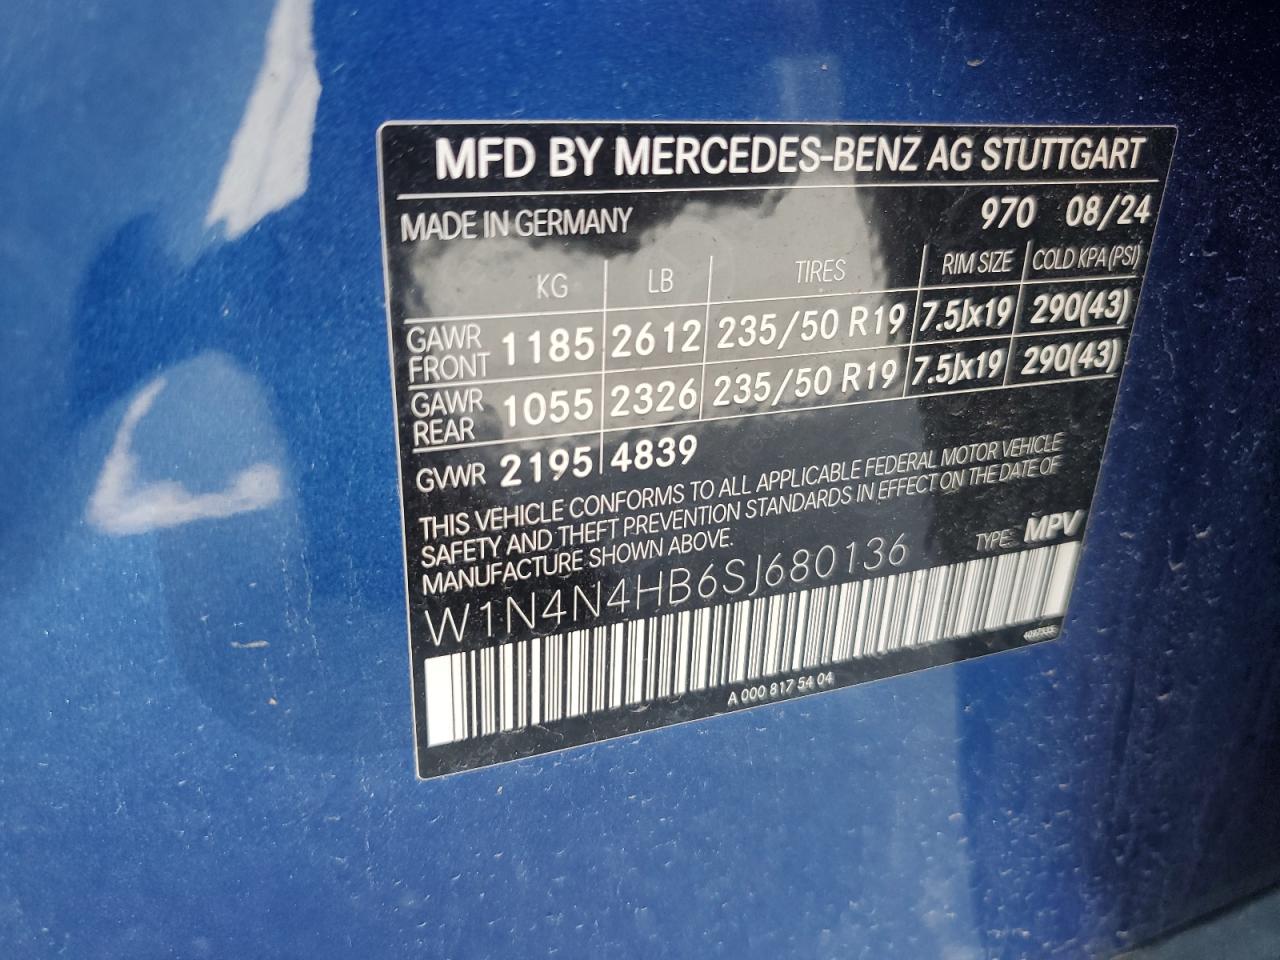 MFD BY MERCEDES-BENZ AG STUTTGART
MADE IN GERMANY 970 08/24
KG LB TIRES RIM SIZE COLD KPA (PSI)
GAWR FRONT 1185 2612 235/50 R19 7.5Jx19 290(43)
GAWR REAR 1055 2326 235/50 R19 7.5Jx19 290(43)
GVWR 2195 4839
THIS VEHICLE CONFORMS TO ALL APPLICABLE FEDERAL MOTOR VEHICLE
SAFETY AND THEFT PREVENTION STANDARDS IN EFFECT ON THE DATE OF
MANUFACTURE SHOWN ABOVE.
TYPE: MPV
W1N4N4HB6SJ680136
A 000 817 54 04